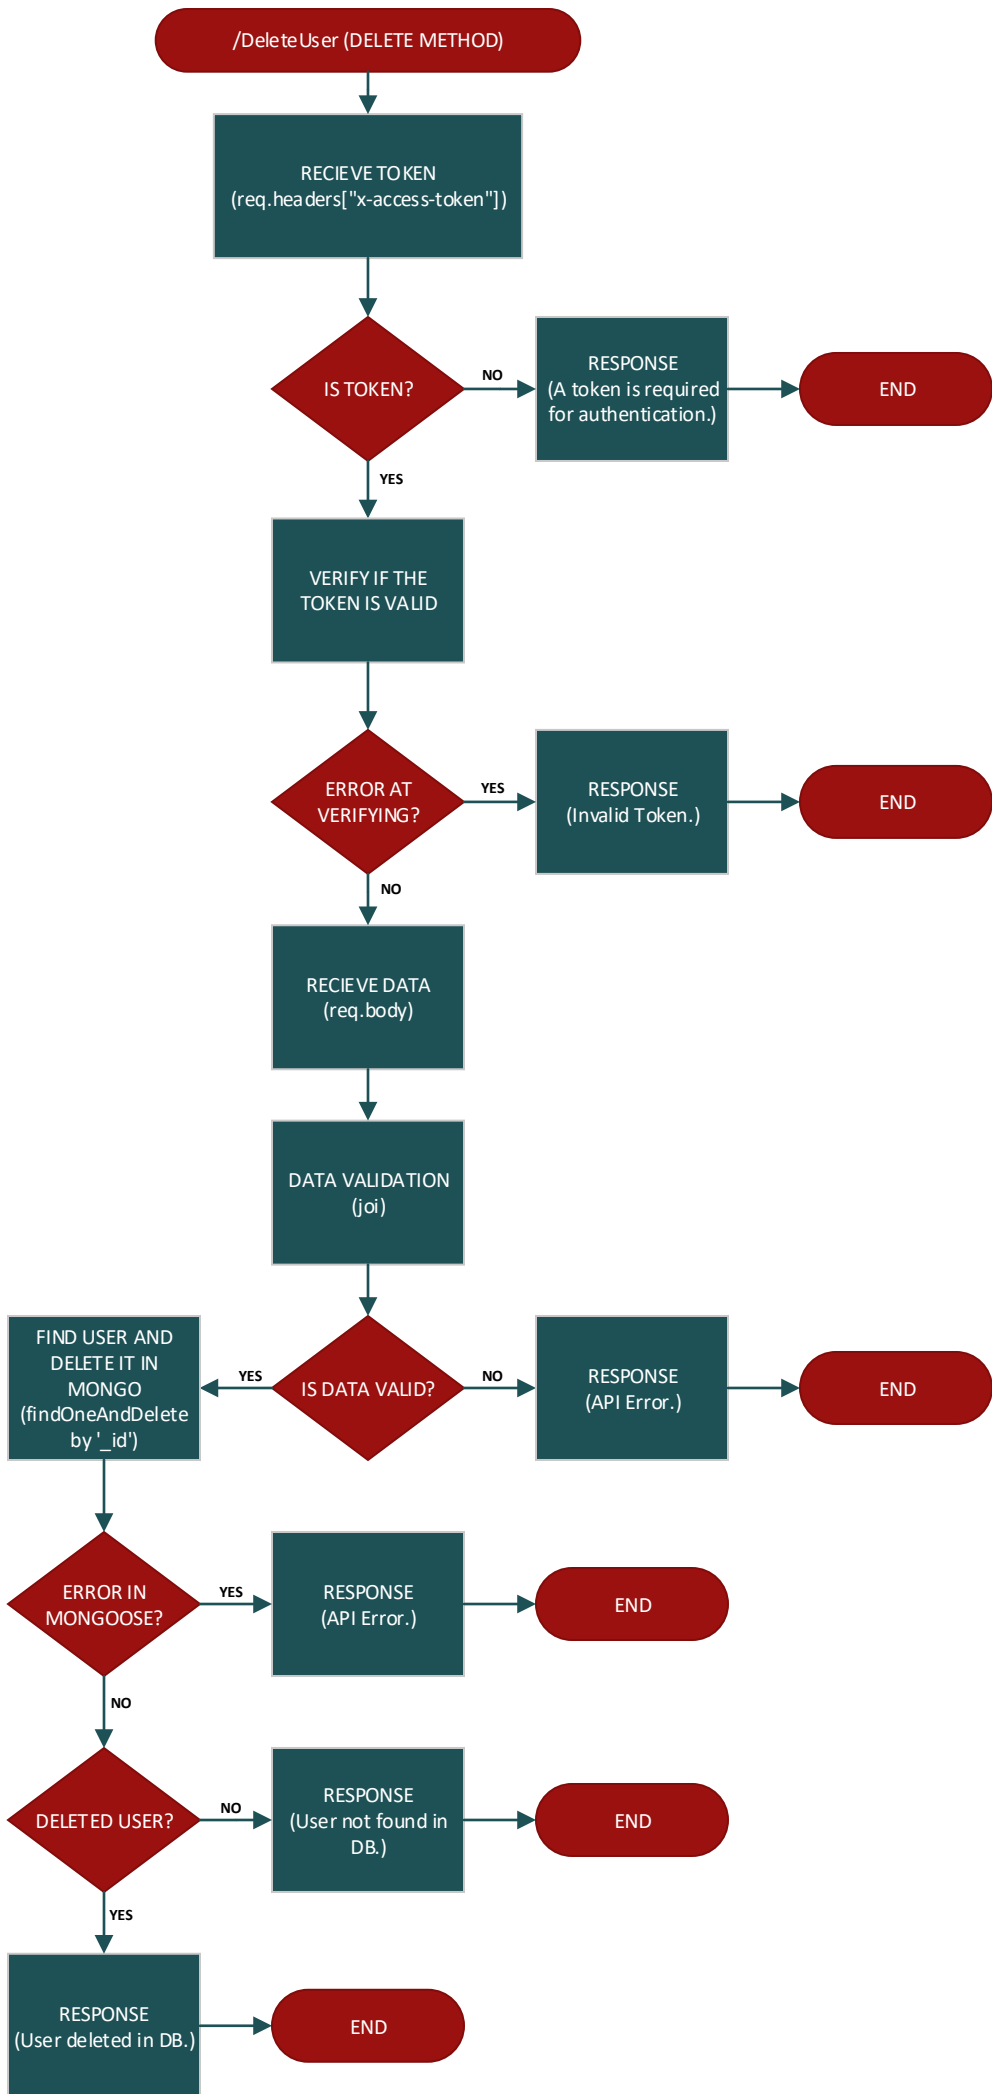 /DeleteUser (DELETE METHOD)
RECIEVE TOKEN
(req.headers["x-access-token"])
IS TOKEN?
NO
RESPONSE
(A token is required
for authentication.)
END
YES
VERIFY IF THE
TOKEN IS VALID
ERROR AT
VERIFYING?
YES
RESPONSE
(Invalid Token.)
END
NO
RECIEVE DATA
(req.body)
DATA VALIDATION
(joi)
IS DATA VALID?
NO
RESPONSE
(API Error.)
END
YES
FIND USER AND
DELETE IT IN
MONGO
(findOneAndDelete
by '_id')
ERROR IN
MONGOOSE?
YES
RESPONSE
(API Error.)
END
NO
DELETED USER?
NO
RESPONSE
(User not found in
DB.)
END
YES
RESPONSE
(User deleted in DB.)
END